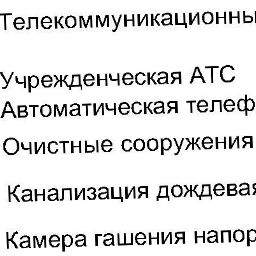 Телекоммуникационны
Учрежденческая АТС
Автоматическая телеф
Очистные сооружения
Канализация дождевая
Камера гашения напор